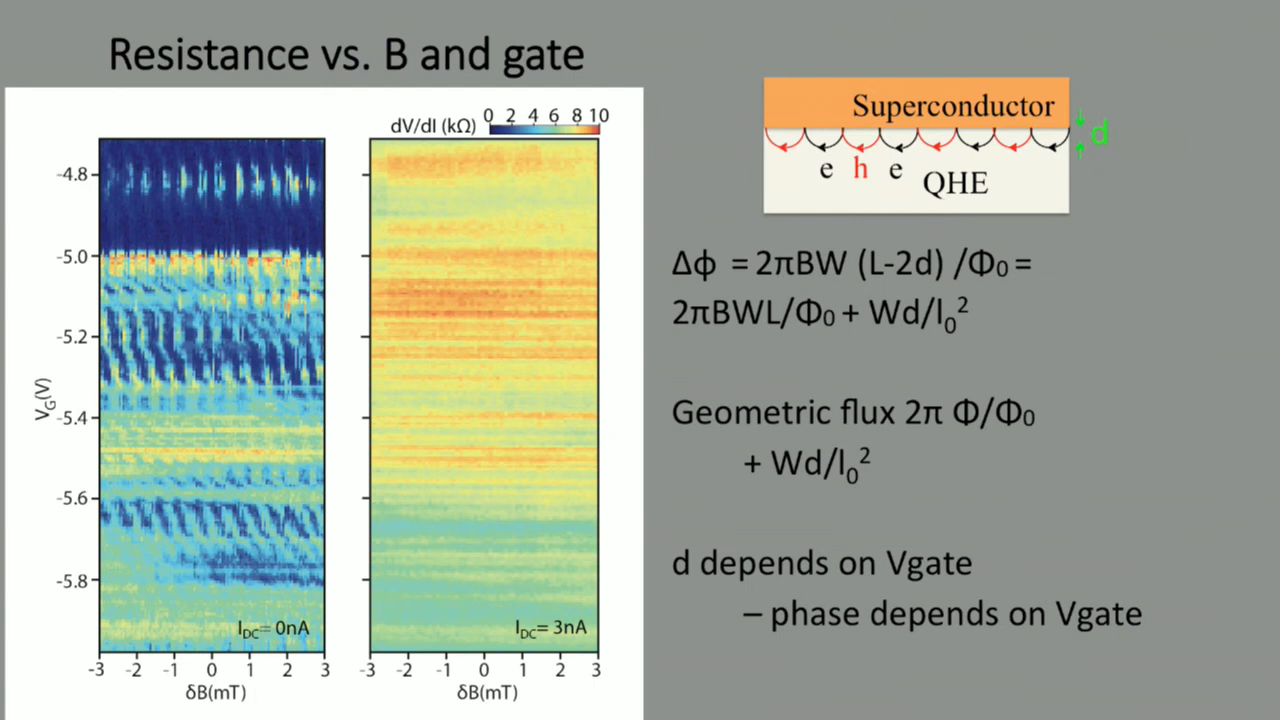 Resistance vs. B and gate
dV/dI (kΩ)
0 2 4 6 8 10
-4.8
-5.0
-5.2
-5.4
-5.6
-5.8
V_G(V)
I_DC= 0nA
I_DC= 3nA
-3 -2 -1 0 1 2 3
-3 -2 -1 0 1 2 3
δB(mT)
δB(mT)
Superconductor
d
e h e
QHE
Δϕ = 2πBW (L-2d) /Φ₀ =
2πBWL/Φ₀ + Wd/l₀²
Geometric flux 2π Φ/Φ₀
+ Wd/l₀²
d depends on Vgate
– phase depends on Vgate